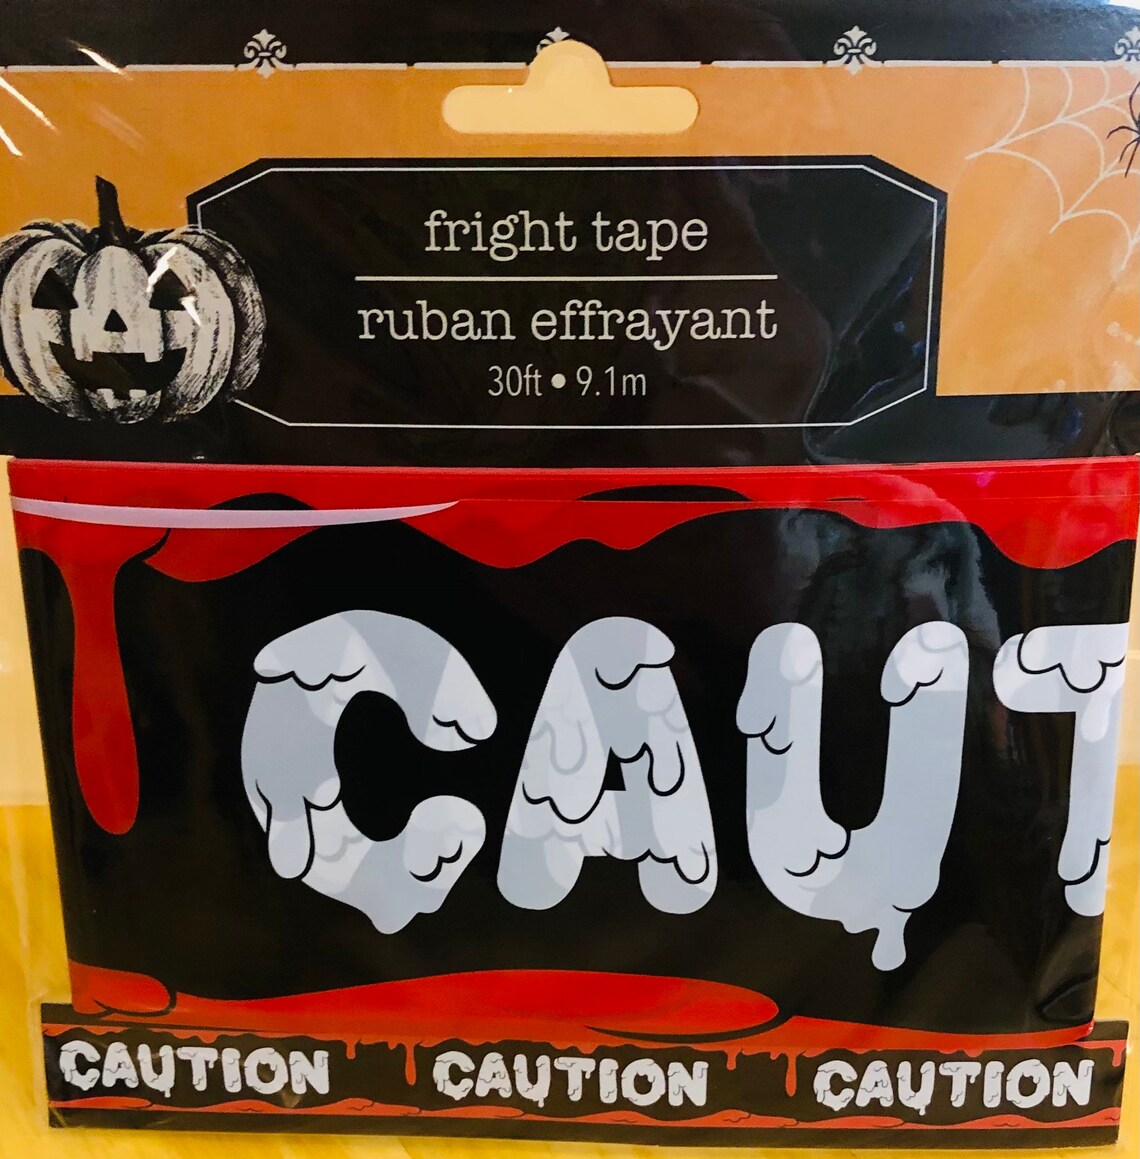 fright tape
ruban effrayant
30ft • 9.1m
CAUT
CAUTION CAUTION CAUTION